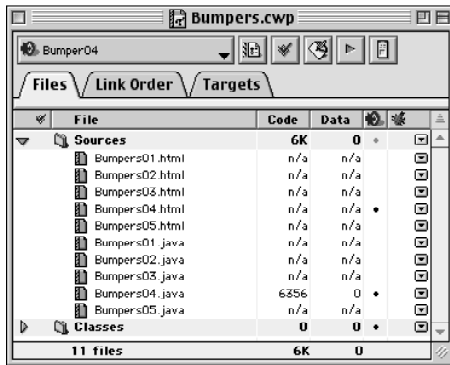 Bumpers.cwp
Bumper04
Files Link Order Targets
File Code Data
Sources 6K 0
Bumpers01.html n/a n/a
Bumpers02.html n/a n/a
Bumpers03.html n/a n/a
Bumpers04.html n/a n/a
Bumpers05.html n/a n/a
Bumpers01.java n/a n/a
Bumpers02.java n/a n/a
Bumpers03.java n/a n/a
Bumpers04.java 6356 0
Bumpers05.java n/a n/a
Classes 0 0
11 files 6K 0